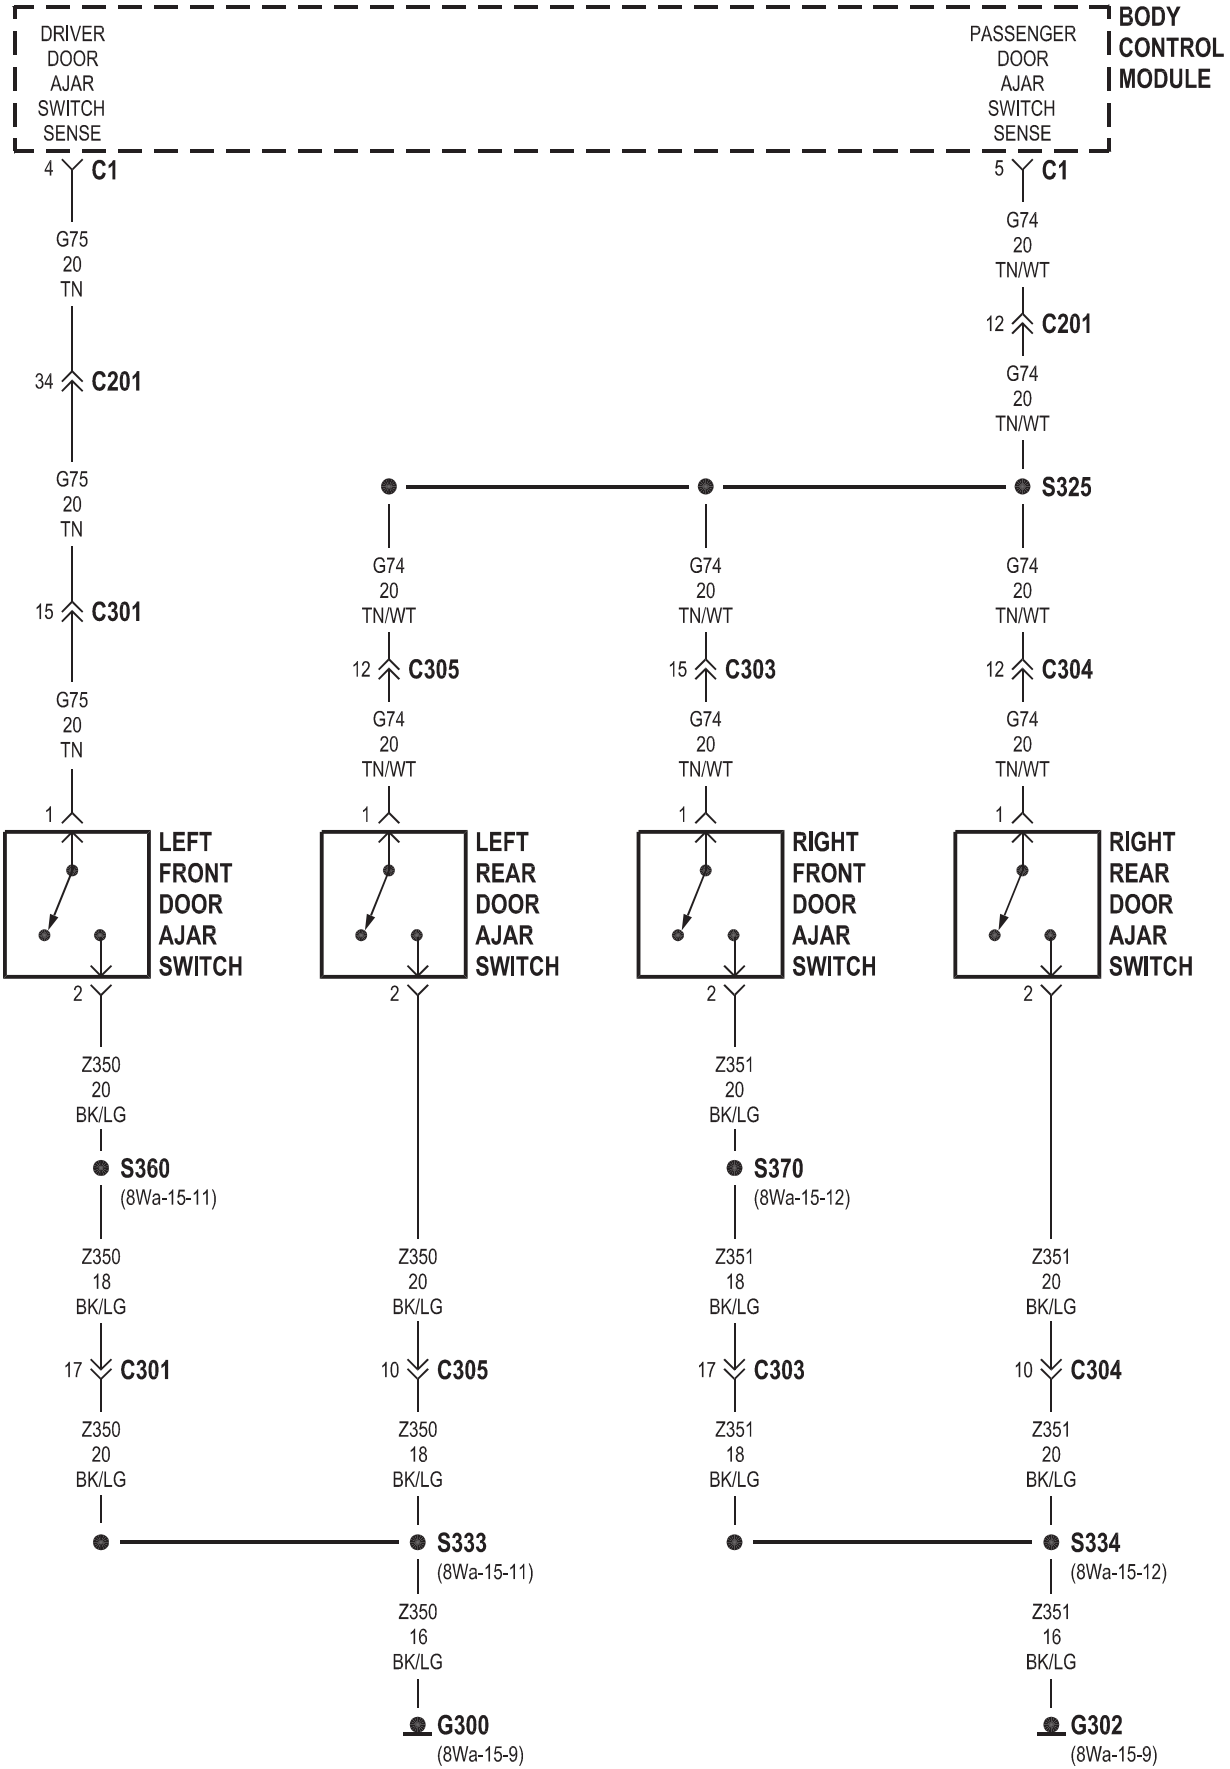 DRIVER
DOOR
AJAR
SWITCH
SENSE
PASSENGER
DOOR
AJAR
SWITCH
SENSE
BODY
CONTROL
MODULE
4 C1
5 C1
G75
20
TN
G74
20
TN/WT
12 C201
34 C201
G74
20
TN/WT
S325
G75
20
TN
G74
20
TN/WT
G74
20
TN/WT
G74
20
TN/WT
15 C301
12 C305
15 C303
12 C304
G75
20
TN
G74
20
TN/WT
G74
20
TN/WT
G74
20
TN/WT
1
1
1
1
LEFT
FRONT
DOOR
AJAR
SWITCH
LEFT
REAR
DOOR
AJAR
SWITCH
RIGHT
FRONT
DOOR
AJAR
SWITCH
RIGHT
REAR
DOOR
AJAR
SWITCH
2
2
2
2
Z350
20
BK/LG
Z351
20
BK/LG
S360
(8Wa-15-11)
S370
(8Wa-15-12)
Z350
18
BK/LG
Z350
20
BK/LG
Z351
18
BK/LG
Z351
20
BK/LG
17 C301
10 C305
17 C303
10 C304
Z350
20
BK/LG
Z350
18
BK/LG
Z351
18
BK/LG
Z351
20
BK/LG
S333
(8Wa-15-11)
S334
(8Wa-15-12)
Z350
16
BK/LG
Z351
16
BK/LG
G300
(8Wa-15-9)
G302
(8Wa-15-9)